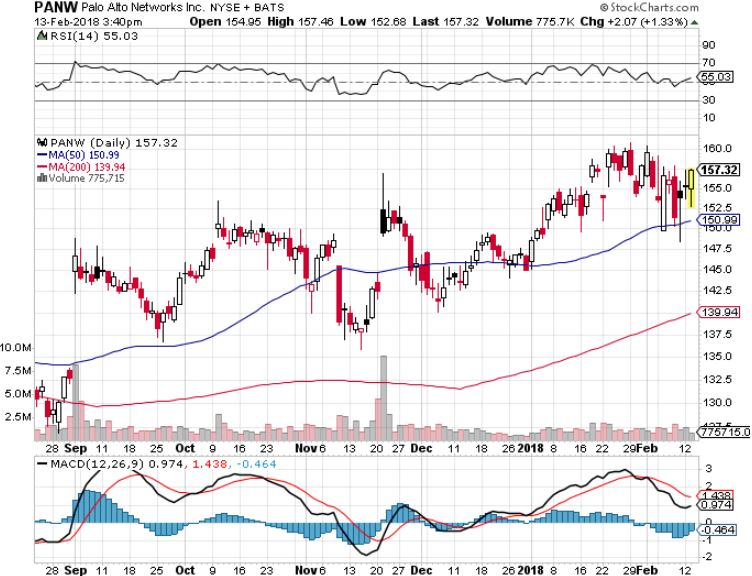 PANW Palo Alto Networks Inc. NYSE + BATS © StockCharts.com
13-Feb-2018 3:40pm Open 154.95 High 157.46 Low 152.68 Last 157.32 Volume 775.7K Chg +2.07 (+1.33%)
RSI(14) 55.03
90
70
55.03
30
10
PANW (Daily) 157.32
MA(50) 150.99
MA(200) 139.94
Volume 775,715
160.0
157.32
155.0
152.5
150.99
150.0
147.5
145.0
142.5
139.94
137.5
135.0
132.5
130.0
127.5
775715.0
10.0M
7.5M
5.0M
2.5M
28 Sep 11 18 25 Oct 9 16 23 Nov 6 13 20 27 Dec 11 18 26 2018 8 16 22 29 Feb 12
MACD(12,26,9) 0.974, 1.438, -0.464
3
2
1.438
0.974
0
-0.464
-1
-2
28 Sep 11 18 25 Oct 9 16 23 Nov 6 13 20 27 Dec 11 18 26 2018 8 16 22 29 Feb 12